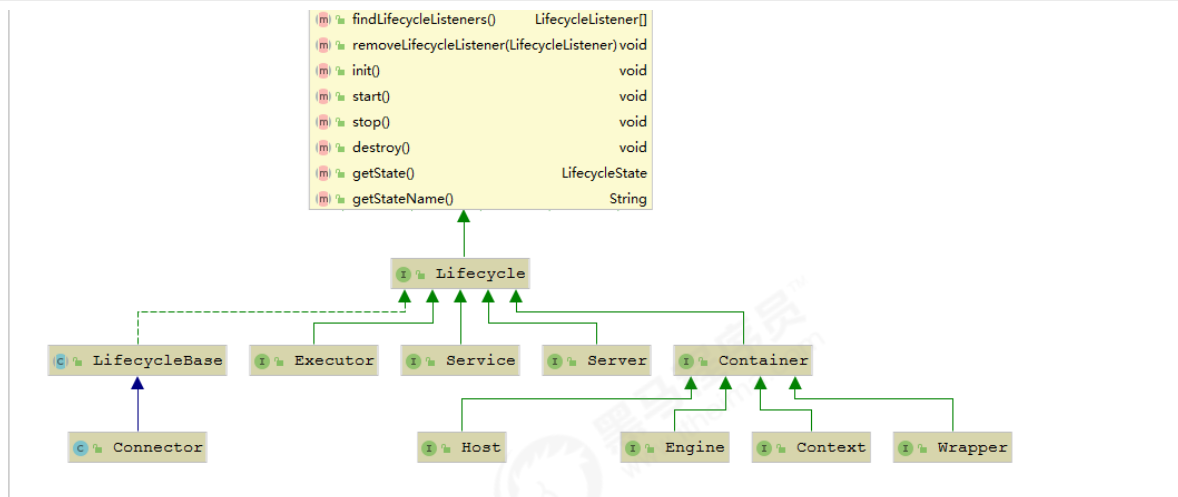 findLifecycleListeners() LifecycleListener[]
removeLifecycleListener(LifecycleListener) void
init() void
start() void
stop() void
destroy() void
getState() LifecycleState
getStateName() String
Lifecycle
LifecycleBase Executor Service Server Container
Connector Host Engine Context Wrapper